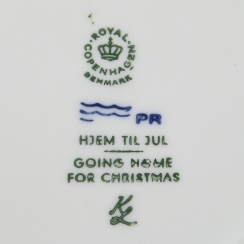 ROYAL
COPENHAGEN
DENMARK
PR
HJEM TIL JUL
GOING HOME
FOR CHRISTMAS